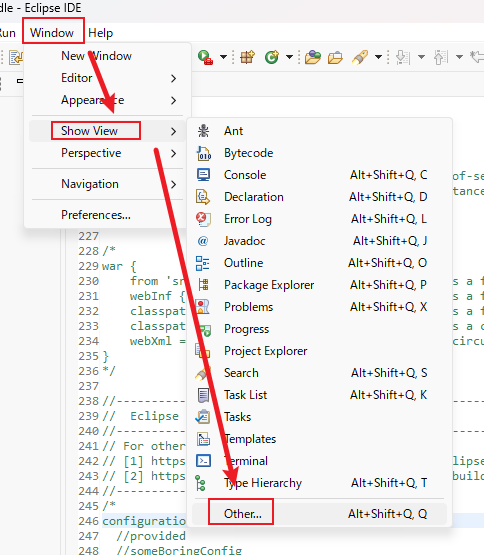 dle - Eclipse IDE
Run Window Help
New Window
Editor
Appearance
Show View
Perspective
Navigation
Preferences...
Ant
Bytecode
Console Alt+Shift+Q, C
Declaration Alt+Shift+Q, D
Error Log Alt+Shift+Q, L
Javadoc Alt+Shift+Q, J
Outline Alt+Shift+Q, O
Package Explorer Alt+Shift+Q, P
Problems Alt+Shift+Q, X
Progress
Project Explorer
Search Alt+Shift+Q, S
Task List Alt+Shift+Q, K
Tasks
Templates
Terminal
Type Hierarchy Alt+Shift+Q, T
Other... Alt+Shift+Q, Q
of-se
tance
227
228 /*
229 war {
230 from 'sr s a f
231 webInf { s a f
232 classpat s a f
233 classpat s a c
234 webXml = circu
235 }
236 */
237
238 //
239 // Eclipse
240 //
241 // For other
242 // [1] https clipse
243 // [2] https build
244 //
245 /*
246 configuratio
247 //provided
248 //someBoringConfig